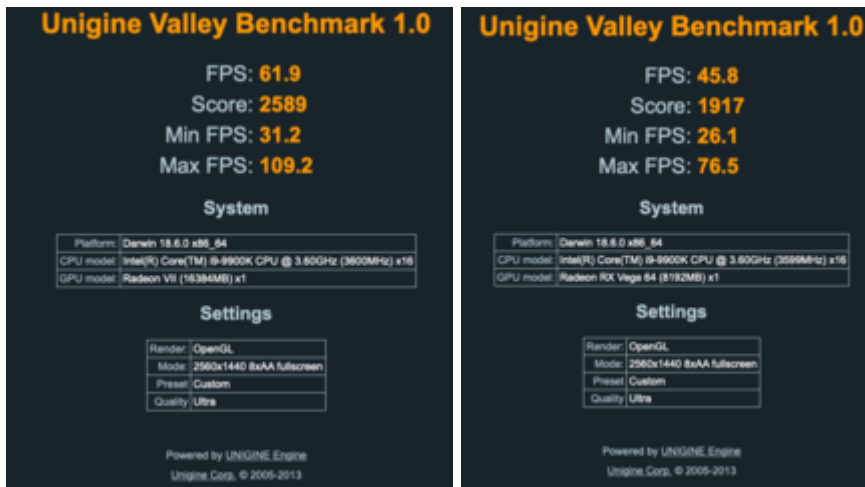 Unigine Valley Benchmark 1.0
FPS: 61.9
Score: 2589
Min FPS: 31.2
Max FPS: 109.2
System
Platform: Darwin 18.6.0 x86_64
CPU model: Intel(R) Core(TM) i9-9900K CPU @ 3.60GHz (3600MHz) x16
GPU model: Radeon VII (16384MB) x1
Settings
Render: OpenGL
Mode: 2560x1440 8xAA fullscreen
Preset Custom
Quality Ultra
Powered by UNIGINE Engine
Unigine Corp. © 2005-2013
Unigine Valley Benchmark 1.0
FPS: 45.8
Score: 1917
Min FPS: 26.1
Max FPS: 76.5
System
Platform: Darwin 18.6.0 x86_64
CPU model: Intel(R) Core(TM) i9-9900K CPU @ 3.60GHz (3599MHz) x16
GPU model: Radeon RX Vega 64 (8192MB) x1
Settings
Render: OpenGL
Mode: 2560x1440 8xAA fullscreen
Preset Custom
Quality Ultra
Powered by UNIGINE Engine
Unigine Corp. © 2005-2013